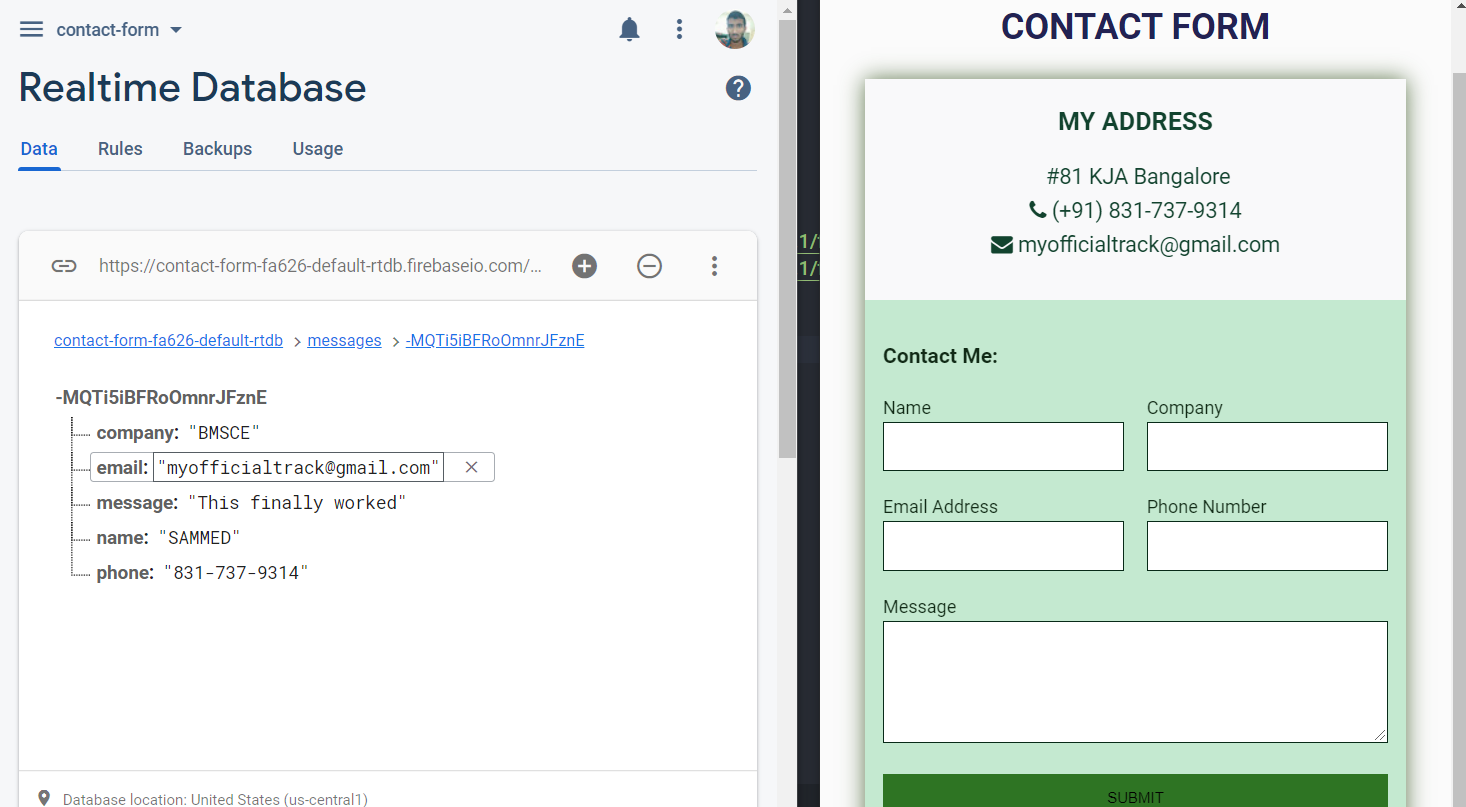 contact-form
Realtime Database
?
Data Rules Backups Usage
https://contact-form-fa626-default-rtdb.firebaseio.com/...
contact-form-fa626-default-rtdb > messages > -MQTi5iBFRoOmnrJFznE
-MQTi5iBFRoOmnrJFznE
company: "BMSCE"
email: "myofficialtrack@gmail.com" ×
message: "This finally worked"
name: "SAMMED"
phone: "831-737-9314"
Database location: United States (us-central1)
1/
1/
CONTACT FORM
MY ADDRESS
#81 KJA Bangalore
(+91) 831-737-9314
myofficialtrack@gmail.com
Contact Me:
Name Company
Email Address Phone Number
Message
SUBMIT